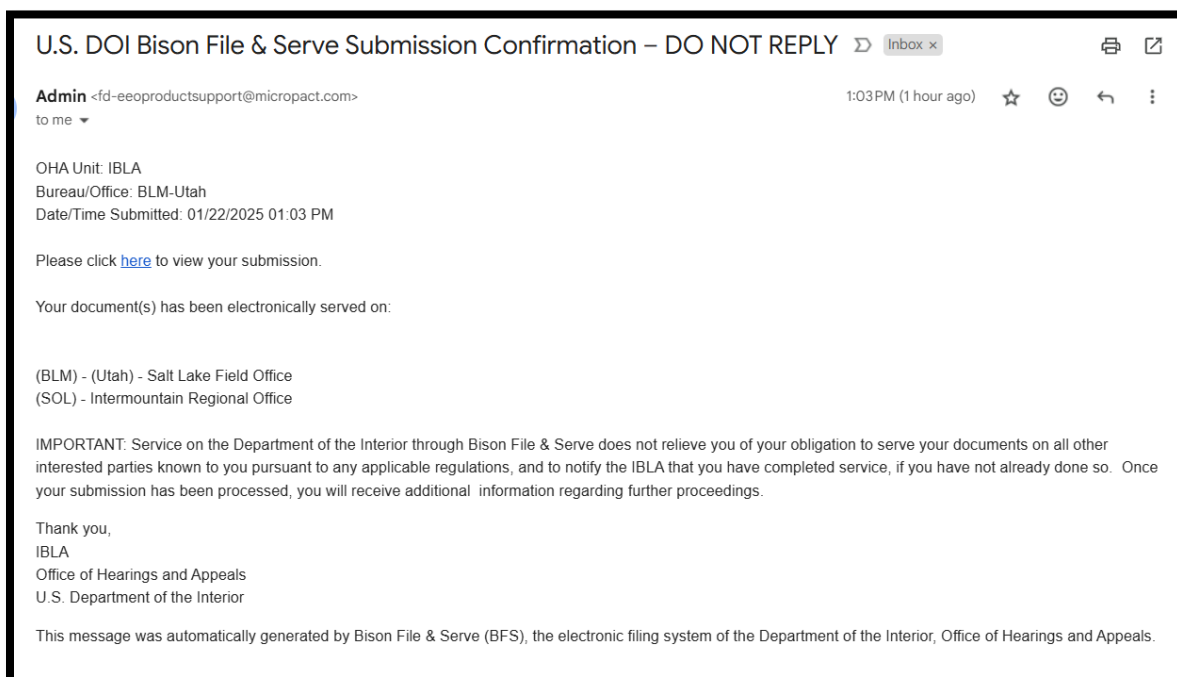 U.S. DOI Bison File & Serve Submission Confirmation – DO NOT REPLY Inbox ×
Admin <fd-eeoproductsupport@micropact.com> 1:03 PM (1 hour ago)
to me
OHA Unit: IBLA
Bureau/Office: BLM-Utah
Date/Time Submitted: 01/22/2025 01:03 PM
Please click here to view your submission.
Your document(s) has been electronically served on:
(BLM) - (Utah) - Salt Lake Field Office
(SOL) - Intermountain Regional Office
IMPORTANT: Service on the Department of the Interior through Bison File & Serve does not relieve you of your obligation to serve your documents on all other
interested parties known to you pursuant to any applicable regulations, and to notify the IBLA that you have completed service, if you have not already done so.  Once
your submission has been processed, you will receive additional  information regarding further proceedings.
Thank you,
IBLA
Office of Hearings and Appeals
U.S. Department of the Interior
This message was automatically generated by Bison File & Serve (BFS), the electronic filing system of the Department of the Interior, Office of Hearings and Appeals.